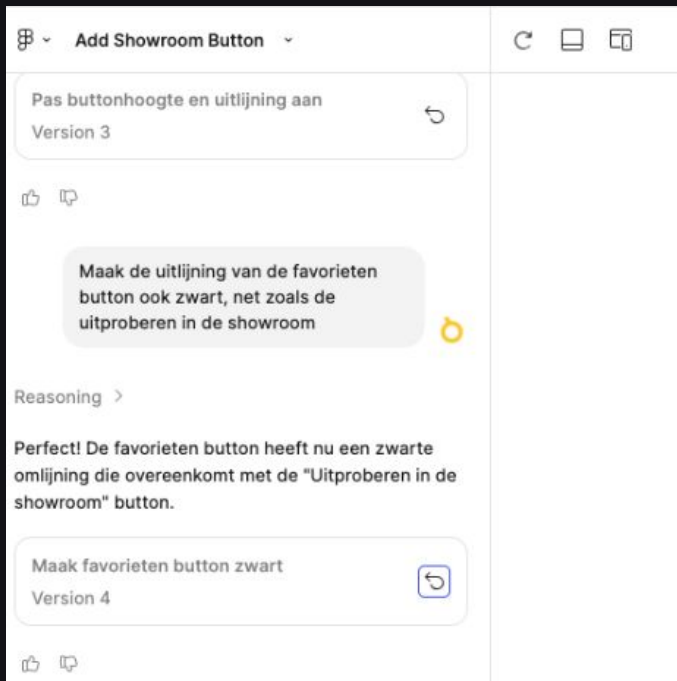 Add Showroom Button
Pas buttonhoogte en uitlijning aan
Version 3
Maak de uitlijning van de favorieten
button ook zwart, net zoals de
uitproberen in de showroom
Reasoning
Perfect! De favorieten button heeft nu een zwarte
omlijning die overeenkomt met de "Uitproberen in de
showroom" button.
Maak favorieten button zwart
Version 4